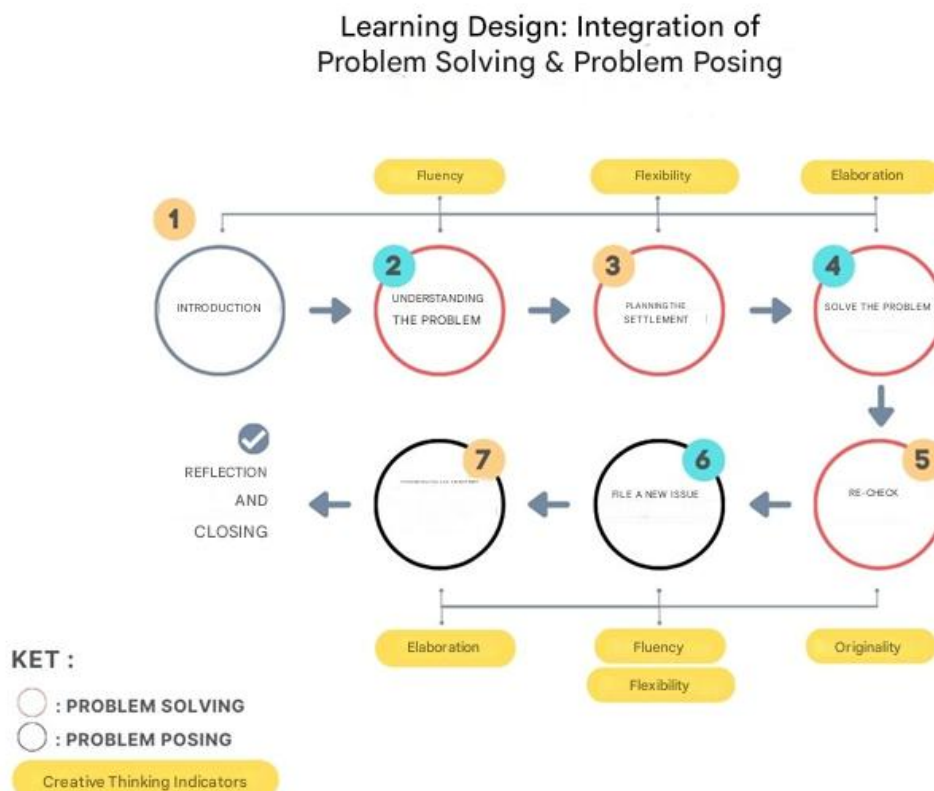 Learning Design: Integration of
Problem Solving & Problem Posing
Fluency
Flexibility
Elaboration
1
INTRODUCTION
2
UNDERSTANDING
THE PROBLEM
3
PLANNING THE
SETTLEMENT
4
SOLVE THE PROBLEM
REFLECTION
AND
CLOSING
7
6
FILE A NEW ISSUE
5
RE-CHECK
Elaboration
Fluency
Flexibility
Originality
KET :
: PROBLEM SOLVING
: PROBLEM POSING
Creative Thinking Indicators